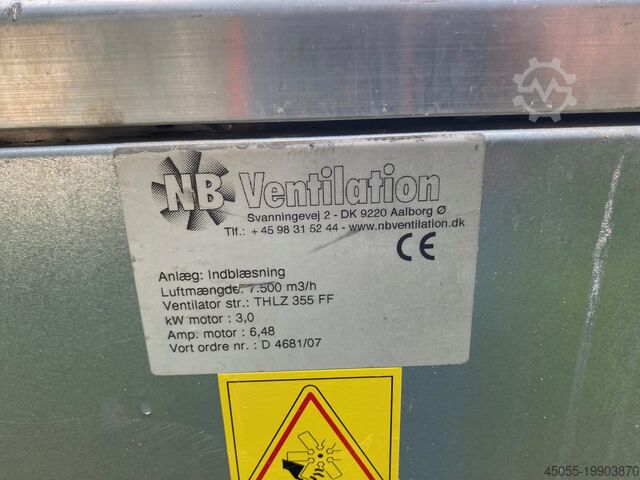 NB Ventilation
Svanningevej 2 - DK 9220 Aalborg Ø
Tlf.: + 45 98 31 52 44 - www.nbventilation.dk
CE
Anlæg: Indblæsning
Luftmængde: 7.500 m3/h
Ventilator str.: THLZ 355 FF
kW motor : 3,0
Amp. motor : 6,48
Vort ordre nr. : D 4681/07
45055-19903870